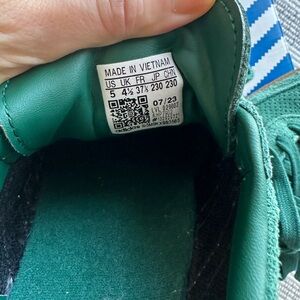 MADE IN VIETNAM
US UK FR JP CHN
5 4½ 37⅓ 230 230
07/23